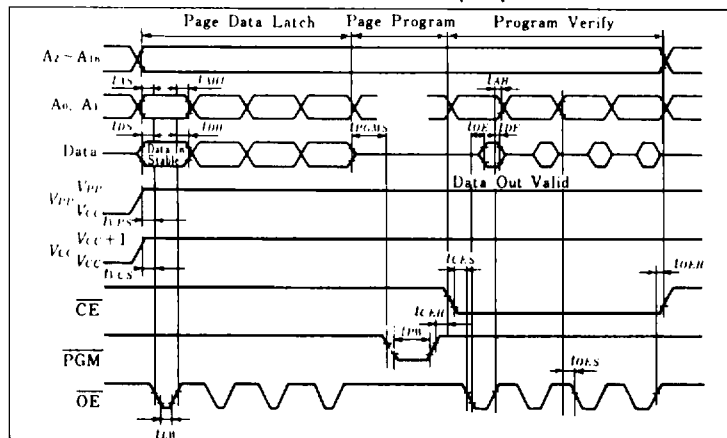 Page Data Latch Page Program Program Verify
A2 ~ A16
tAS tAHL tAH
A0, A1
tDS tDH tPGMS tOE tDF
Data Data In Stable
Data Out Valid
VPP
VPP VCC
tVPS
VCC + 1
VCC VCC
tVCS tCES tOEH
CE
tCEH
tPW
PGM
tOES
OE
tLW